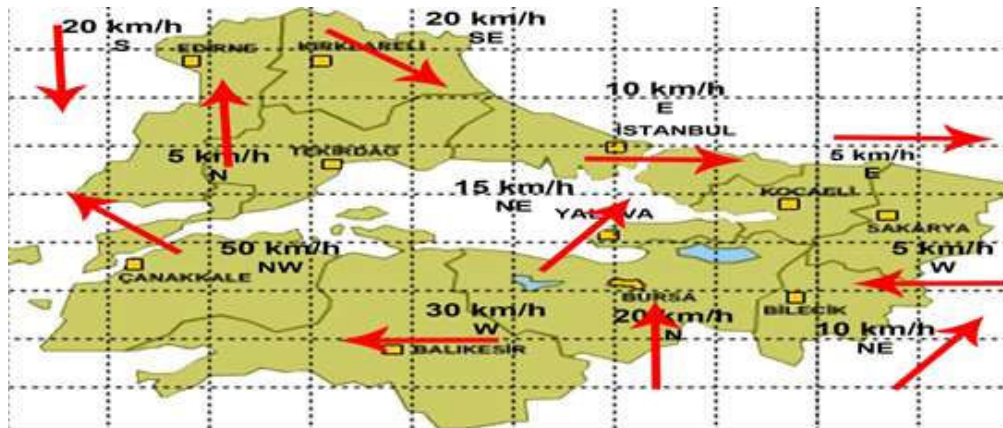 20 km/h
S
EDİRNE
KIRKLARELİ
20 km/h
SE
10 km/h
E
İSTANBUL
5 km/h
N
TEKİRDAĞ
5 km/h
E
15 km/h
NE
YALOVA
KOCAELİ
SAKARYA
50 km/h
NW
ÇANAKKALE
5 km/h
W
BURSA
BİLECİK
30 km/h
W
BALIKESİR
20 km/h
N
10 km/h
NE